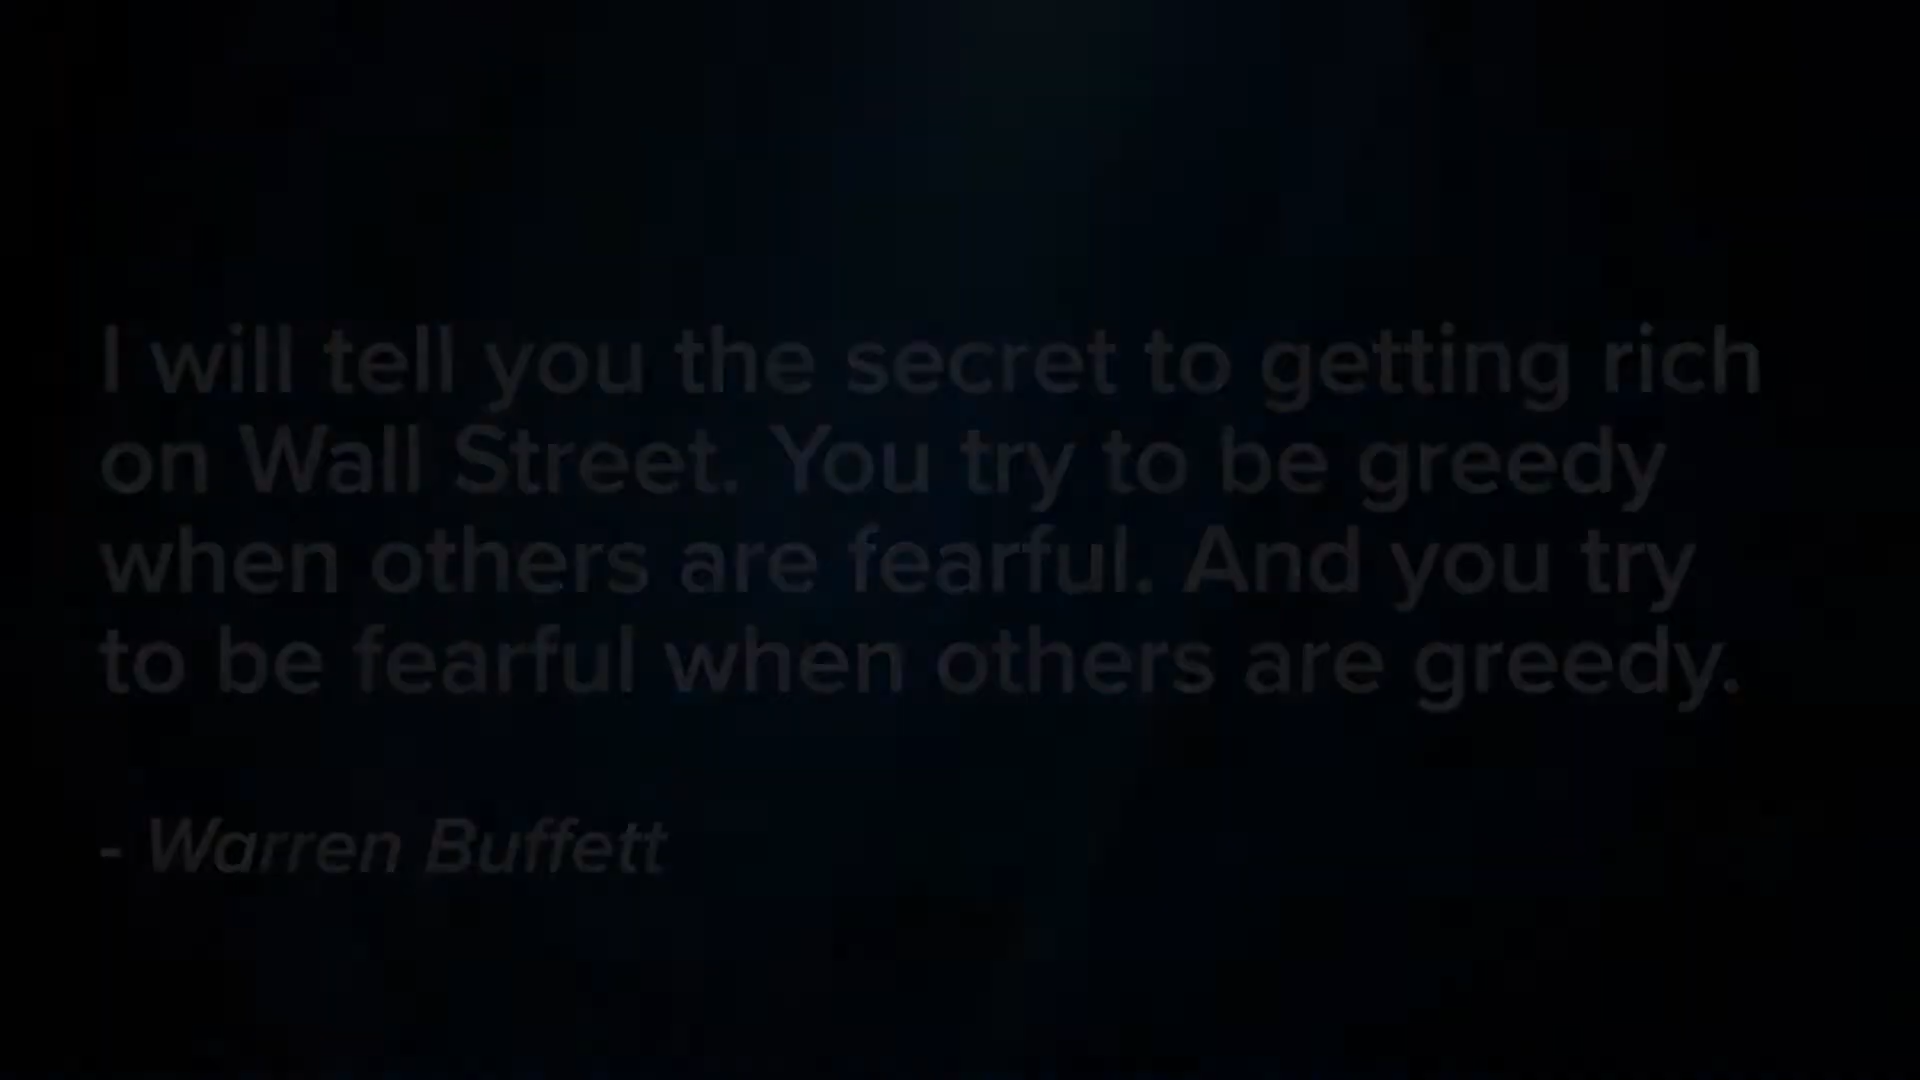 I will tell you the secret to getting rich
on Wall Street. You try to be greedy
when others are fearful. And you try
to be fearful when others are greedy.
- Warren Buffett